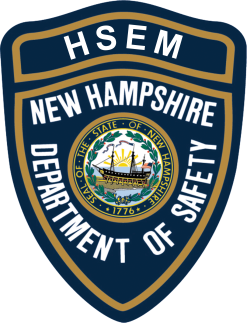 HSEM
NEW HAMPSHIRE
DEPARTMENT OF SAFETY
SEAL · OF · THE · STATE · OF · NEW HAMPSHIRE
1776